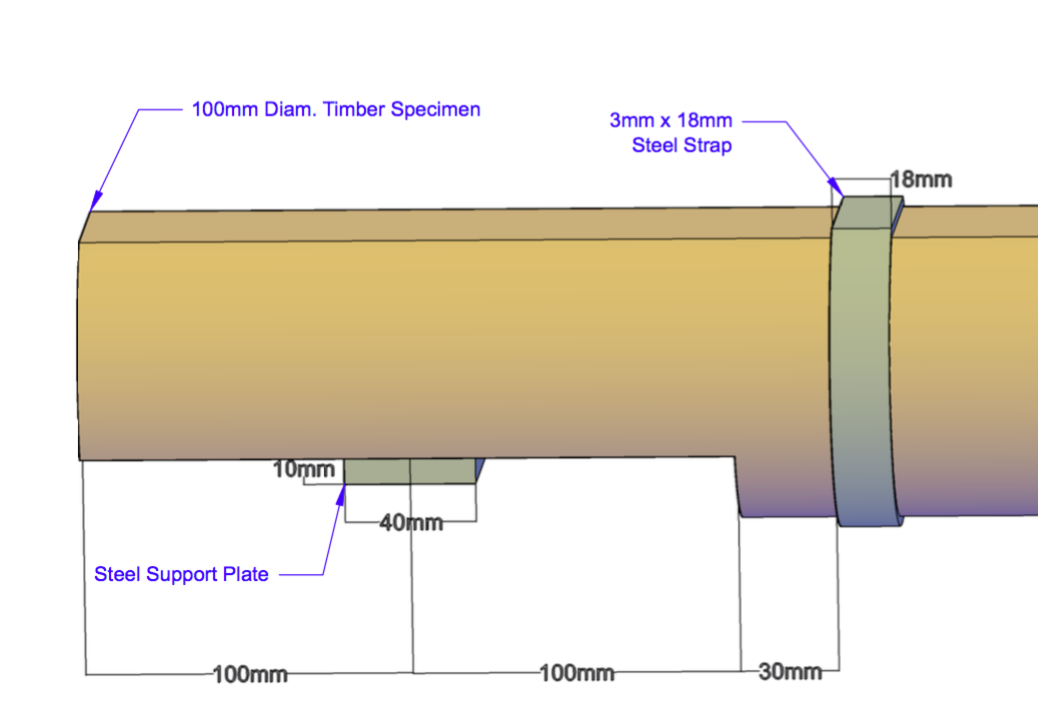 100mm Diam. Timber Specimen
3mm x 18mm
Steel Strap
18mm
10mm
40mm
Steel Support Plate
100mm
100mm
30mm